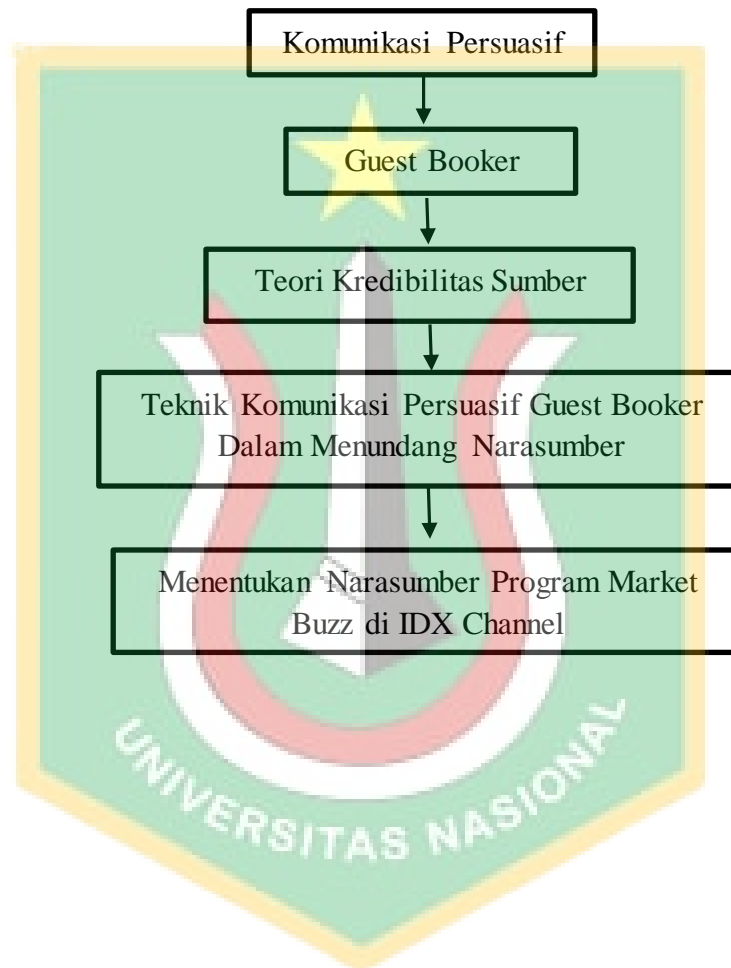 Komunikasi Persuasif
Guest Booker
Teori Kredibilitas Sumber
Teknik Komunikasi Persuasif Guest Booker
Dalam Menundang Narasumber
Menentukan Narasumber Program Market
Buzz di IDX Channel
UNIVERSITAS NASIONAL